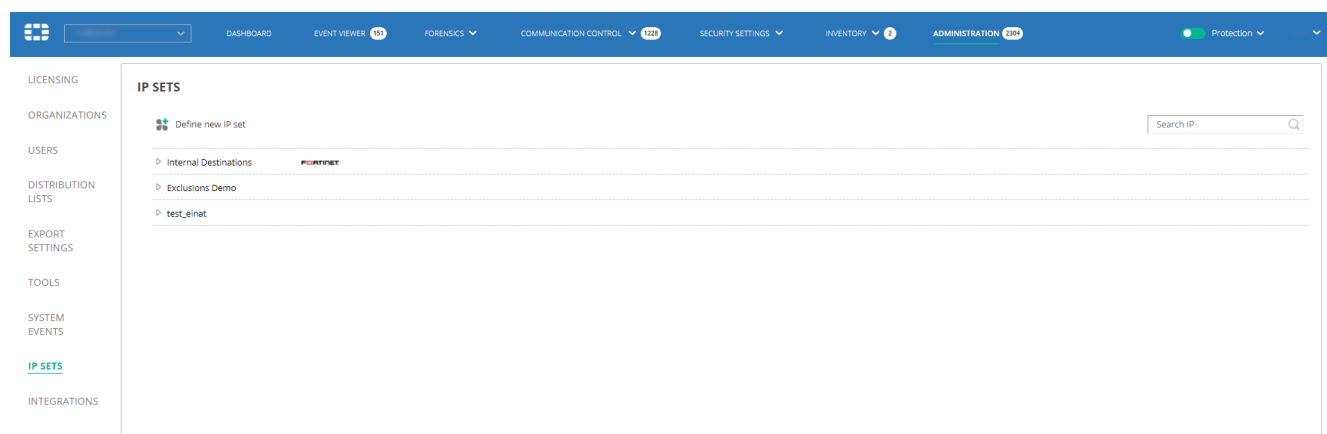 DASHBOARD EVENT VIEWER 151 FORENSICS COMMUNICATION CONTROL 1228 SECURITY SETTINGS INVENTORY 2 ADMINISTRATION 2304 Protection
LICENSING
ORGANIZATIONS
USERS
DISTRIBUTION
LISTS
EXPORT
SETTINGS
TOOLS
SYSTEM
EVENTS
IP SETS
INTEGRATIONS
IP SETS
Define new IP set Search IP
Internal Destinations FORTINET
Exclusions Demo
test_einat